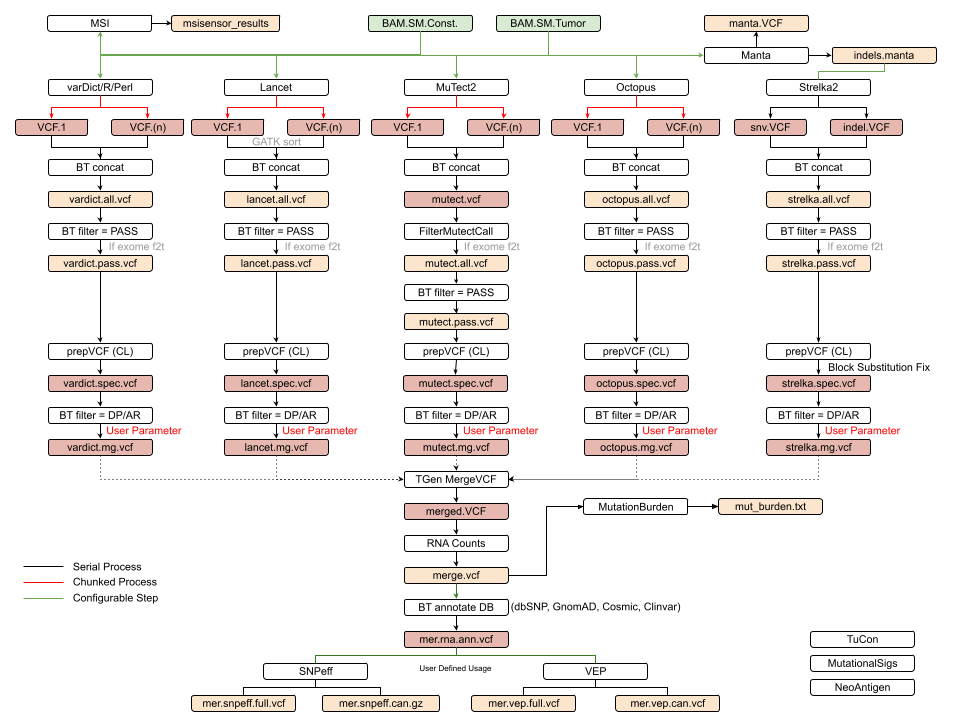 MSI
msisensor_results
BAM.SM.Const.
BAM.SM.Tumor
manta.VCF
Manta
indels.manta
varDict/R/Perl
Lancet
MuTect2
Octopus
Strelka2
VCF.1
VCF.(n)
VCF.1
VCF.(n)
VCF.1
VCF.(n)
VCF.1
VCF.(n)
snv.VCF
indel.VCF
GATK sort
BT concat
BT concat
BT concat
BT concat
BT concat
vardict.all.vcf
lancet.all.vcf
mutect.vcf
octopus.all.vcf
strelka.all.vcf
BT filter = PASS
BT filter = PASS
FilterMutectCall
BT filter = PASS
BT filter = PASS
If exome f2t
If exome f2t
If exome f2t
If exome f2t
If exome f2t
vardict.pass.vcf
lancet.pass.vcf
mutect.all.vcf
octopus.pass.vcf
strelka.pass.vcf
BT filter = PASS
mutect.pass.vcf
prepVCF (CL)
prepVCF (CL)
prepVCF (CL)
prepVCF (CL)
prepVCF (CL)
Block Substitution Fix
vardict.spec.vcf
lancet.spec.vcf
mutect.spec.vcf
octopus.spec.vcf
strelka.spec.vcf
BT filter = DP/AR
BT filter = DP/AR
BT filter = DP/AR
BT filter = DP/AR
BT filter = DP/AR
User Parameter
User Parameter
User Parameter
User Parameter
User Parameter
vardict.mg.vcf
lancet.mg.vcf
mutect.mg.vcf
octopus.mg.vcf
strelka.mg.vcf
TGen MergeVCF
merged.VCF
MutationBurden
mut_burden.txt
RNA Counts
Serial Process
Chunked Process
Configurable Step
merge.vcf
BT annotate DB
(dbSNP, GnomAD, Cosmic, Clinvar)
mer.rna.ann.vcf
TuCon
MutationalSigs
NeoAntigen
SNPeff
User Defined Usage
VEP
mer.snpeff.full.vcf
mer.snpeff.can.gz
mer.vep.full.vcf
mer.vep.can.vcf